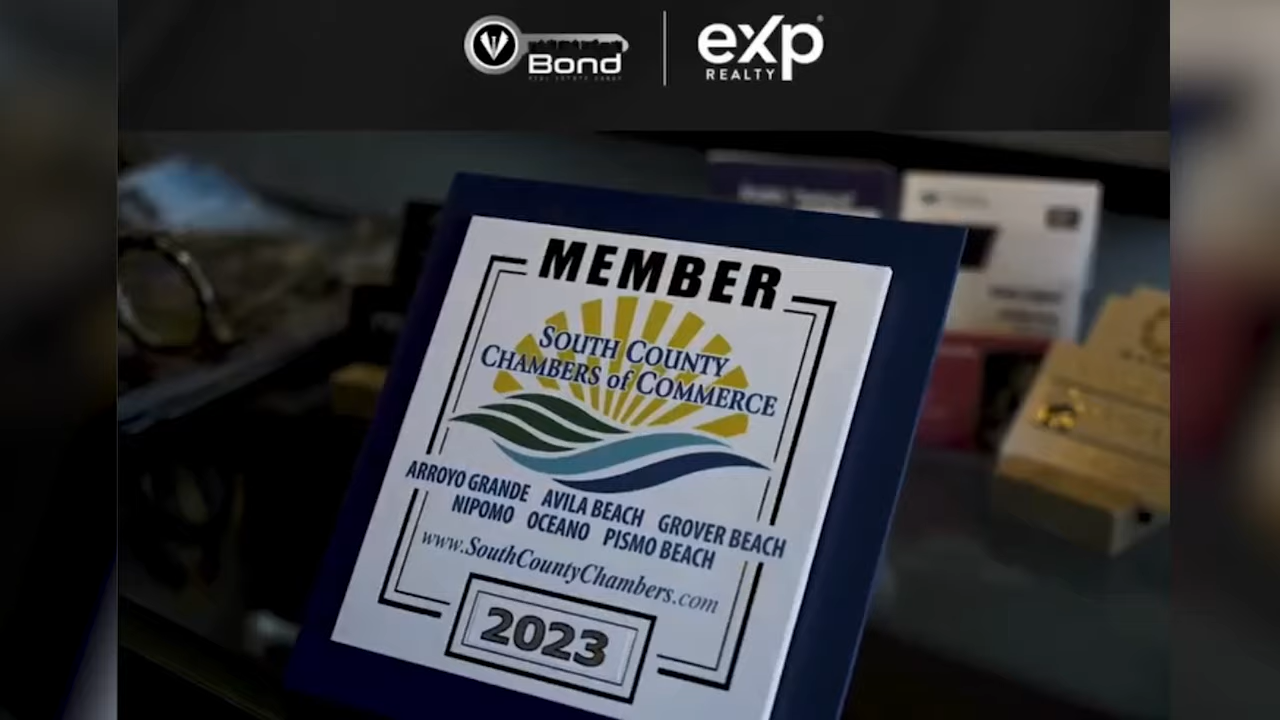 Bond
eXp
REALTY
MEMBER
SOUTH COUNTY
CHAMBERS of COMMERCE
ARROYO GRANDE AVILA BEACH GROVER BEACH
NIPOMO OCEANO PISMO BEACH
www.SouthCountyChambers.com
2023